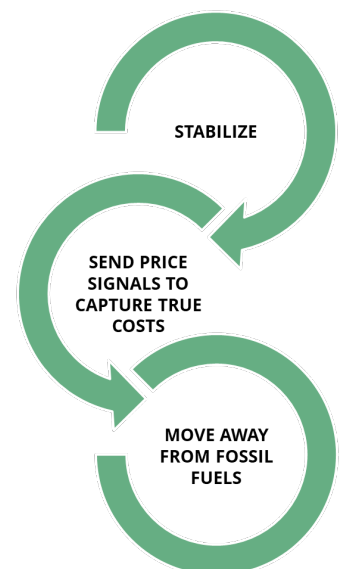 STABILIZE
SEND PRICE
SIGNALS TO
CAPTURE TRUE
COSTS
MOVE AWAY
FROM FOSSIL
FUELS